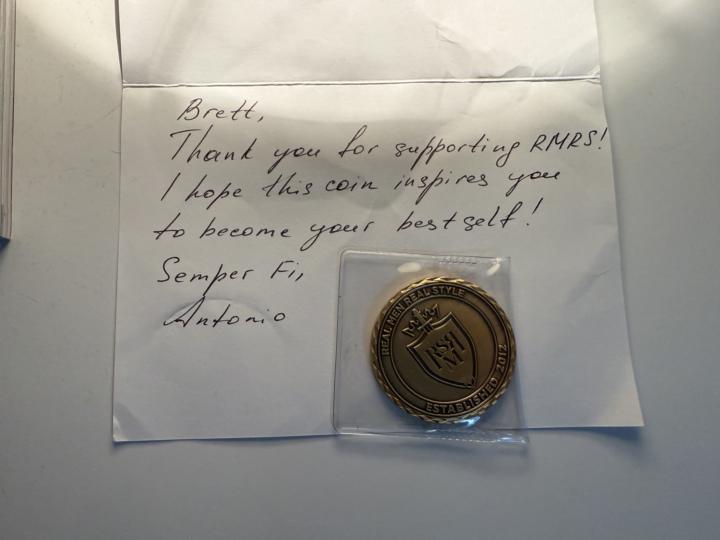 Brett,
Thank you for supporting RMRS!
I hope this coin inspires you
to become your best self!
Semper Fi,
Antonio
REAL MEN REAL STYLE
RSR
M
ESTABLISHED 2012